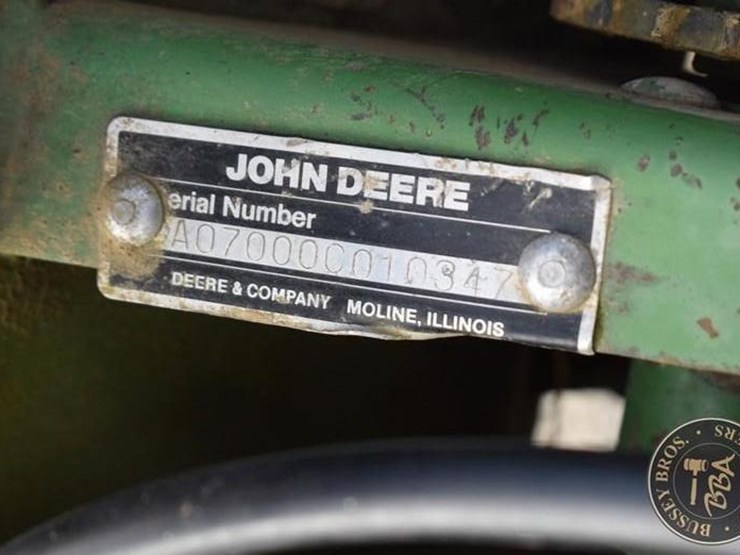 JOHN DEERE
erial Number
A07000C010347
DEERE & COMPANY MOLINE, ILLINOIS
BUSSEY BROS.
BBA